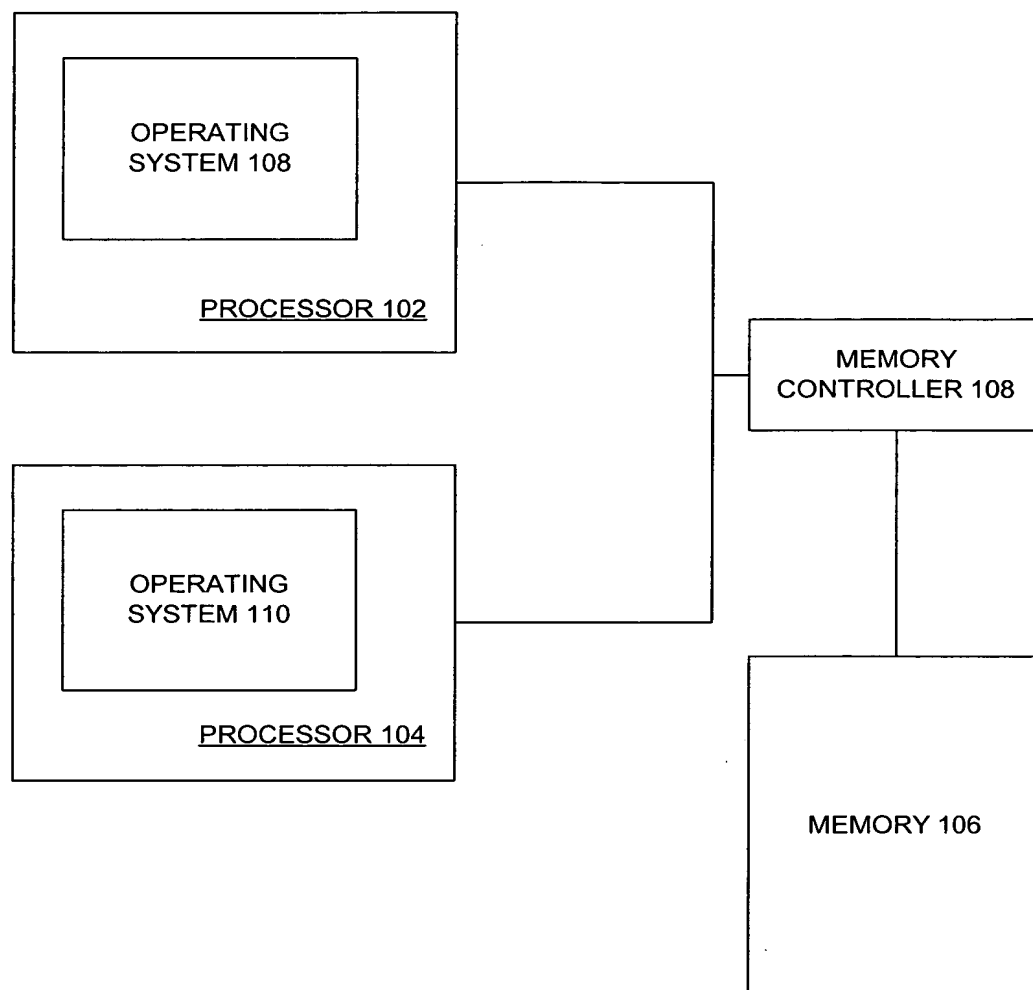 OPERATING
SYSTEM 108
PROCESSOR 102
MEMORY
CONTROLLER 108
OPERATING
SYSTEM 110
PROCESSOR 104
MEMORY 106